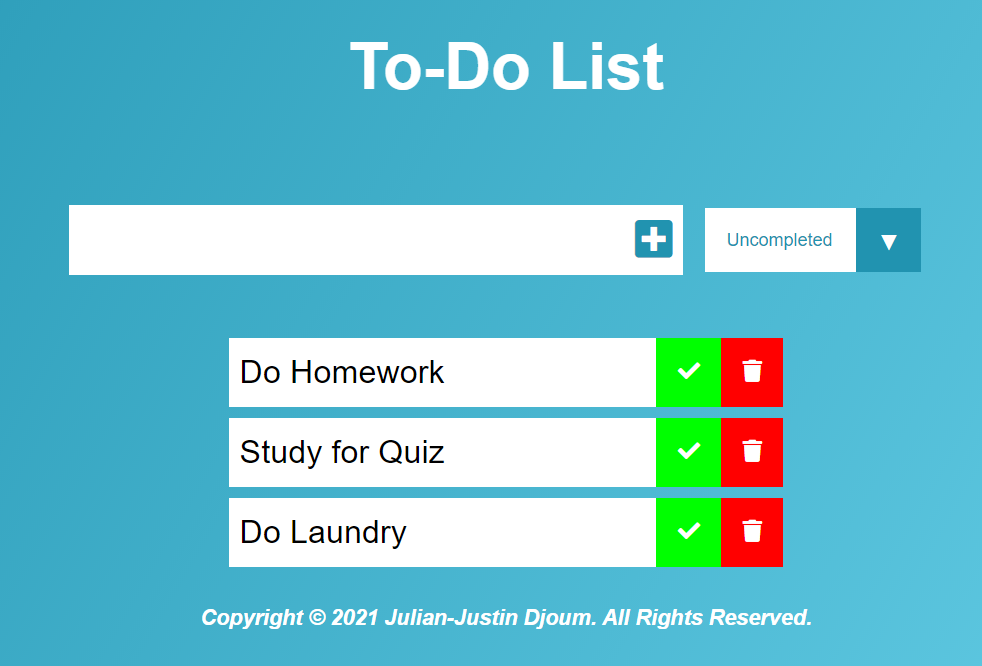 To-Do List
Uncompleted ▼
Do Homework
Study for Quiz
Do Laundry
Copyright © 2021 Julian-Justin Djoum. All Rights Reserved.